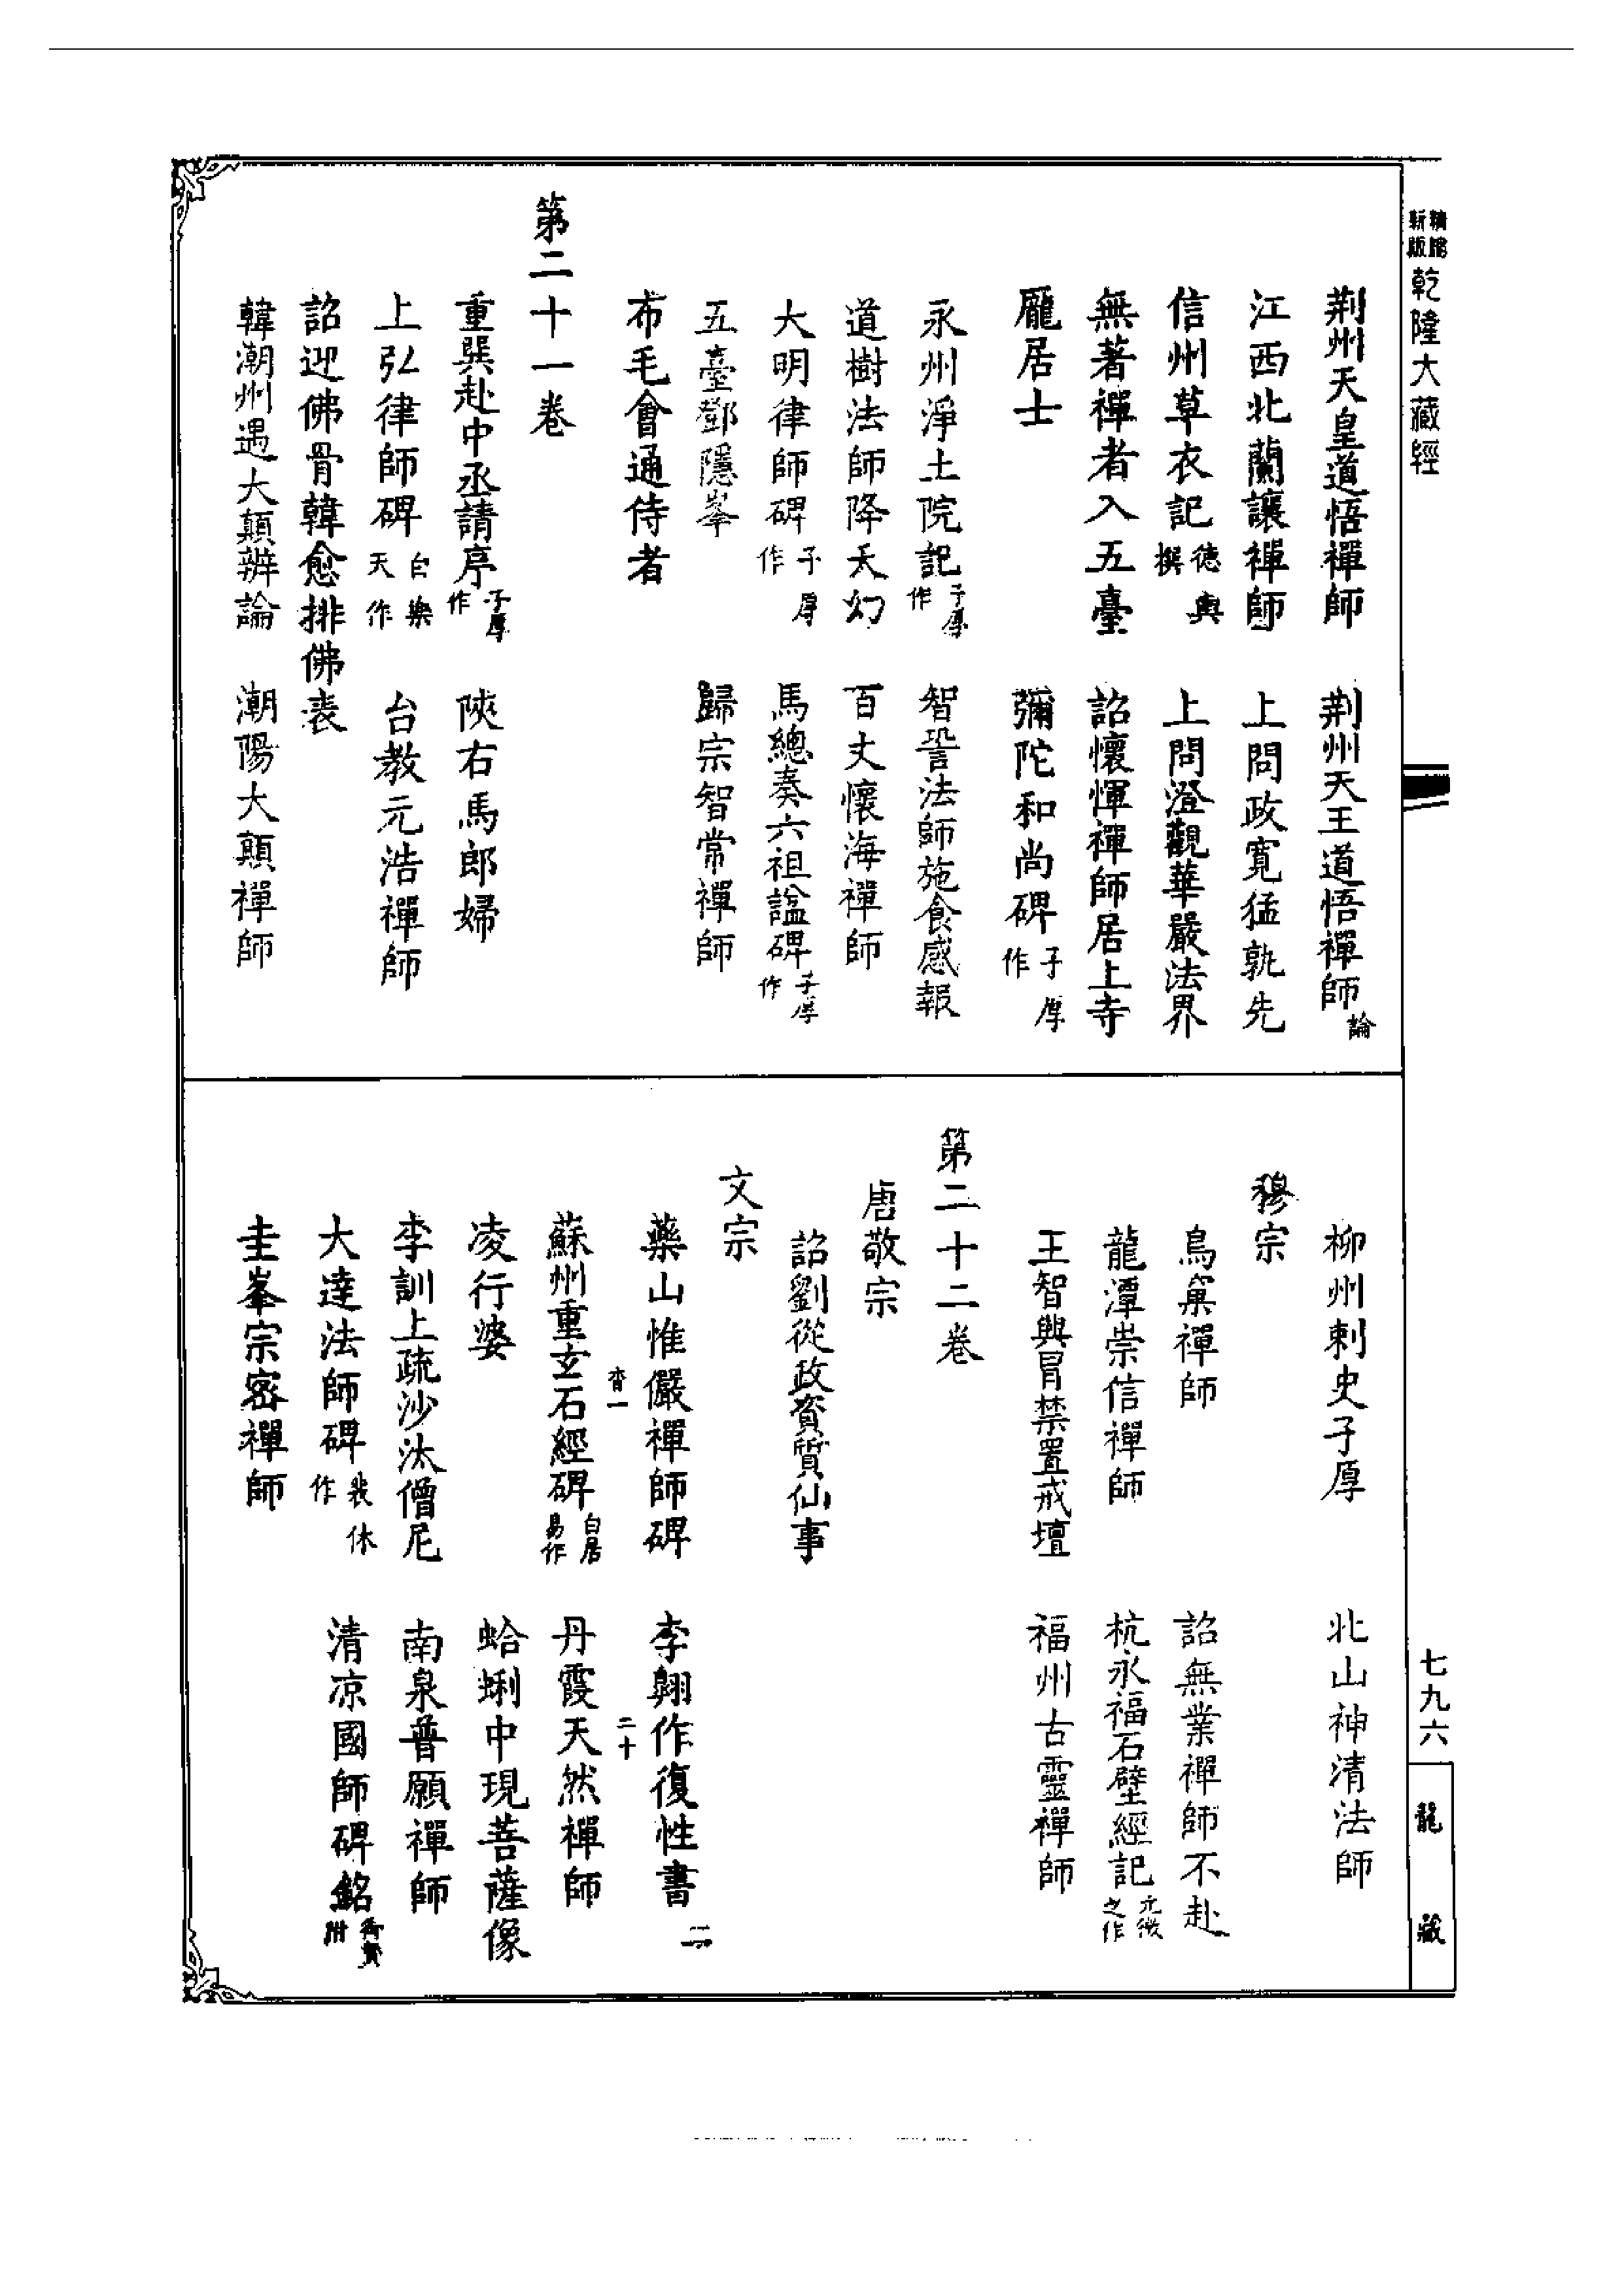 新版精縮乾隆大藏經
荆州天皇道悟禪師　荆州天王道悟禪師論
江西北蘭讓禪師　上問政寬猛孰先
信州草衣記德輿撰　上問澄觀華嚴法界
無著禪者入五臺　詔懷惲禪師居上寺
龐居士　彌陀和尚碑子厚作
永州淨土院記子厚作　智䛒法師施食感報
道樹法師降天幻　百丈懷海禪師
大明律師碑子厚作　馬總奏六祖諡碑子厚作
五臺鄧隱峯　歸宗智常禪師
布毛會通侍者
第二十一卷
重巽赴中丞請序子厚作　陝右馬郎婦
上弘律師碑白樂天作　台教元浩禪師
詔迎佛骨韓愈排佛表
韓潮州遇大顛辨論　潮陽大顛禪師
柳州刺史子厚　北山神清法師
穆宗
鳥窠禪師　詔無業禪師不赴
龍潭崇信禪師　杭永福石壁經記元微之作
王智興冒禁置戒壇　福州古靈禪師
第二十二卷
唐敬宗
詔劉從政資質仙事
文宗
藥山惟儼禪師碑　李翱作復性書二
蘇州重玄石經碑白居易作　丹霞天然禪師
凌行婆　蛤蜊中現菩薩像
李訓上疏沙汰僧尼　南泉普願禪師
大達法師碑裴休作　清凉國師碑銘御贊附
圭峯宗密禪師
七九六
龍藏